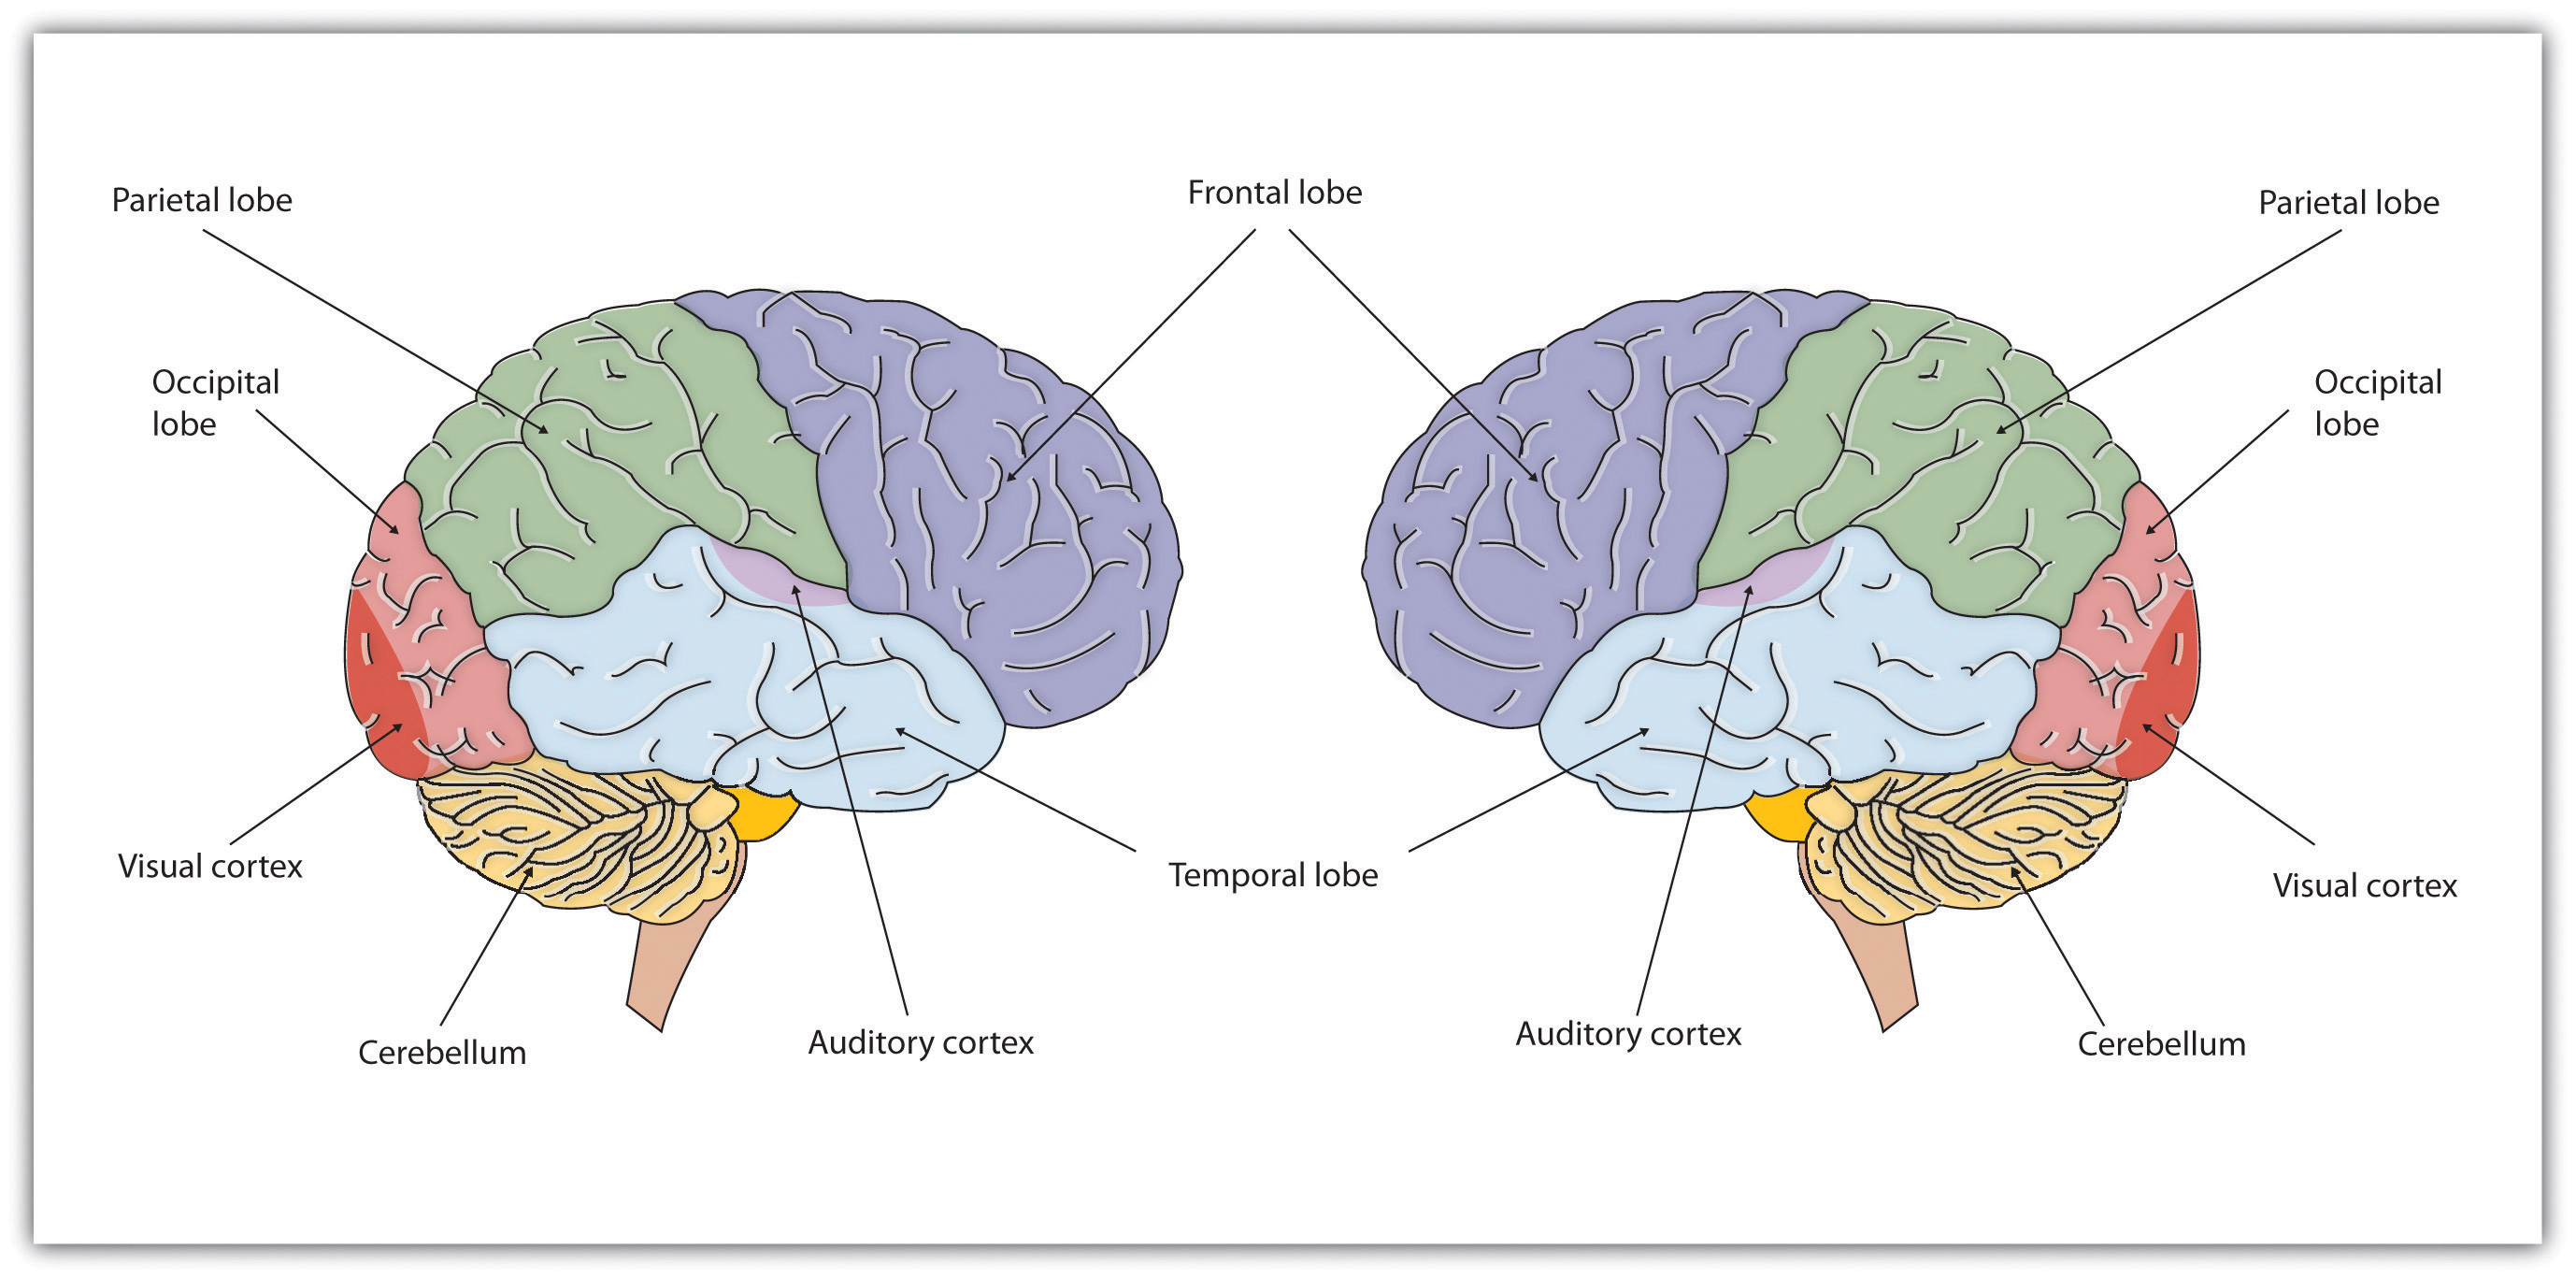 Parietal lobe
Frontal lobe
Parietal lobe
Occipital
lobe
Occipital
lobe
Visual cortex
Temporal lobe
Visual cortex
Cerebellum
Auditory cortex
Auditory cortex
Cerebellum